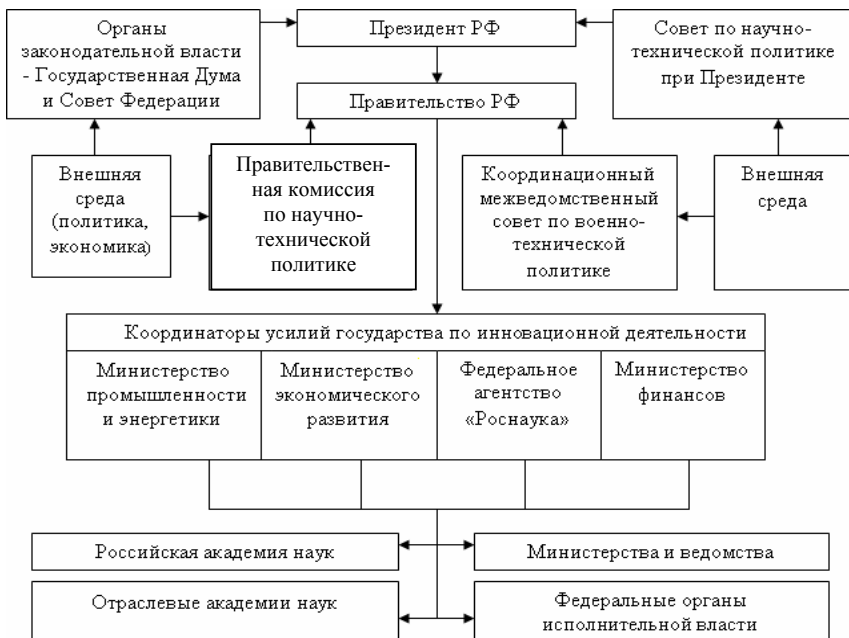 Органы
законодательной власти
- Государственная Дума
и Совет Федерации
Президент РФ
Совет по научно-
технической политике
при Президенте
Правительство РФ
Внешняя
среда
(политика,
экономика)
Правительствен-
ная комиссия
по научно-
технической
политике
Координационный
межведомственный
совет по военно-
технической
политике
Внешняя
среда
Координаторы усилий государства по инновационной деятельности
Министерство
промышленности
и энергетики
Министерство
экономического
развития
Федеральное
агентство
«Роснаука»
Министерство
финансов
Российская академия наук
Министерства и ведомства
Отраслевые академии наук
Федеральные органы
исполнительной власти